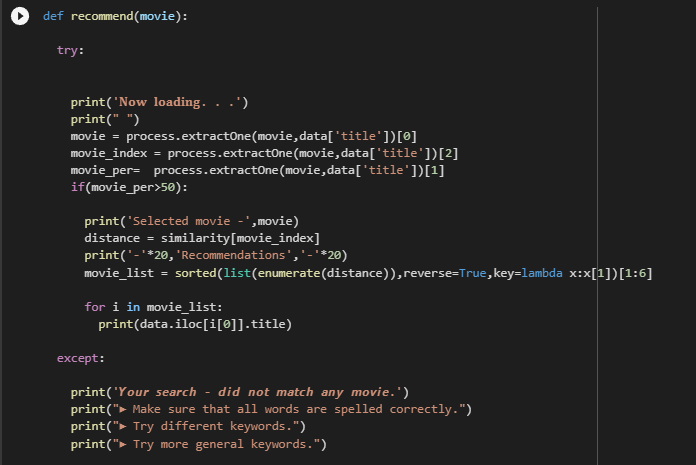 def recommend(movie):
try:
print('Now loading. . .')
print(" ")
movie = process.extractOne(movie,data['title'])[0]
movie_index = process.extractOne(movie,data['title'])[2]
movie_per=  process.extractOne(movie,data['title'])[1]
if(movie_per>50):
print('Selected movie -',movie)
distance = similarity[movie_index]
print('-'*20,'Recommendations','-'*20)
movie_list = sorted(list(enumerate(distance)),reverse=True,key=lambda x:x[1])[1:6]
for i in movie_list:
print(data.iloc[i[0]].title)
except:
print('Your search - did not match any movie.')
print("► Make sure that all words are spelled correctly.")
print("► Try different keywords.")
print("► Try more general keywords.")